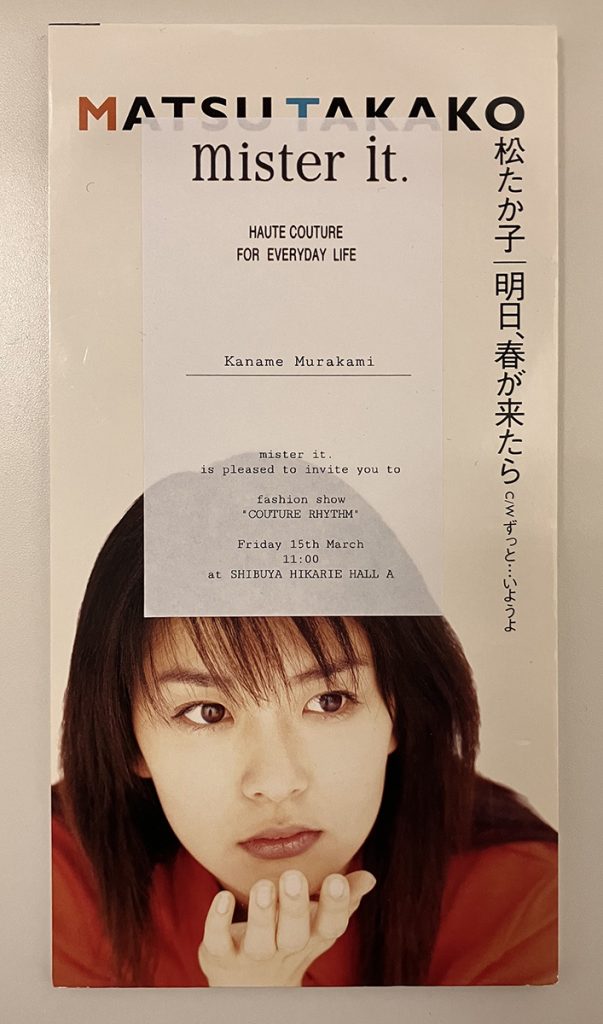 MATSU TAKAKO
mister it.
HAUTE COUTURE
FOR EVERYDAY LIFE
Kaname Murakami
mister it.
is pleased to invite you to
fashion show
"COUTURE RHYTHM"
Friday 15th March
11:00
at SHIBUYA HIKARIE HALL A
松たか子｜明日、春が来たら c/w ずっと…いようよ